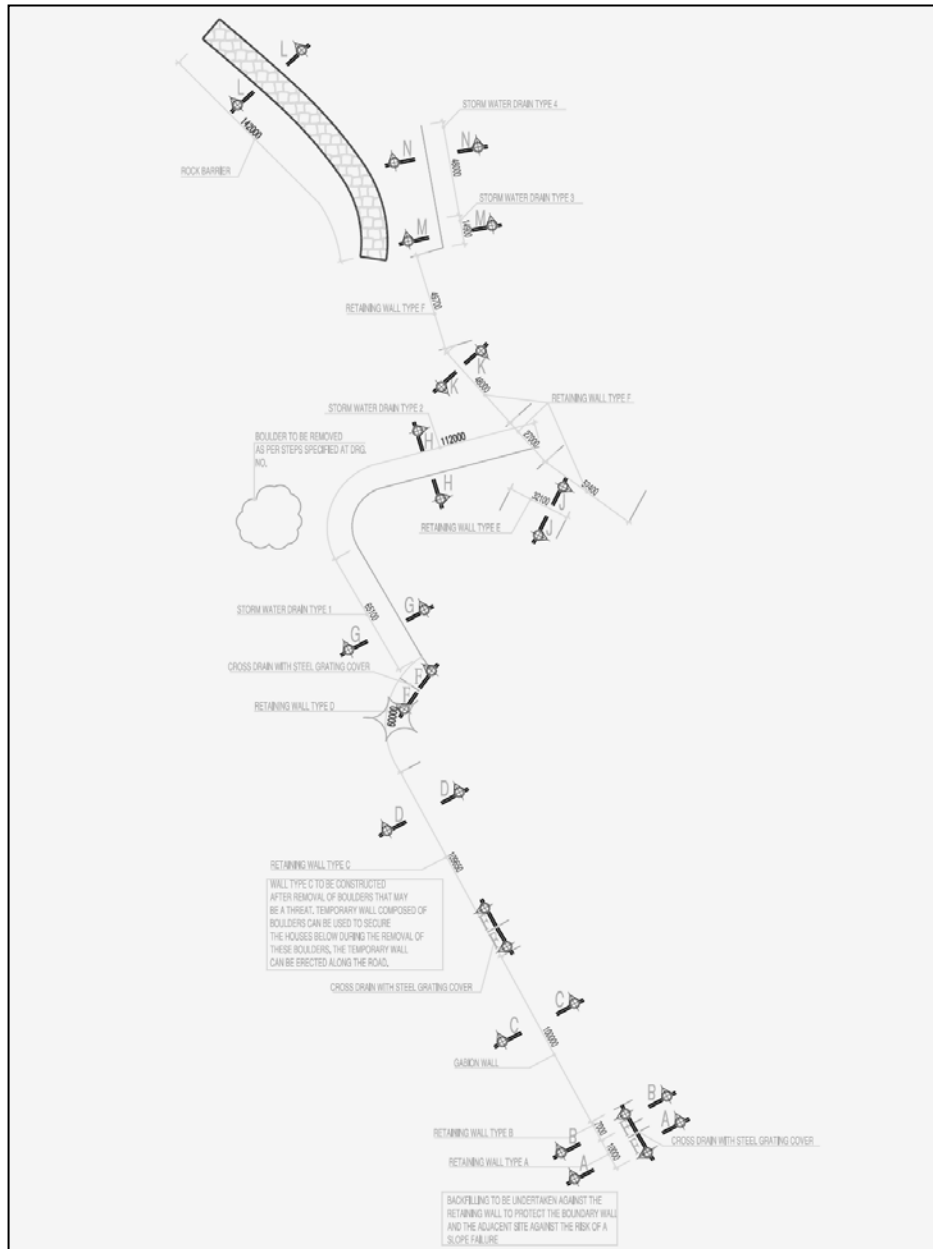 L
L
142000
ROCK BARRIER
STORM WATER DRAIN TYPE 4
N
N
STORM WATER DRAIN TYPE 3
M
M
RETAINING WALL TYPE F
K
K
RETAINING WALL TYPE F
STORM WATER DRAIN TYPE 2
112000
H
H
BOULDER TO BE REMOVED
AS PER STEPS SPECIFIED AT DRG.
NO.
J
J
RETAINING WALL TYPE E
STORM WATER DRAIN TYPE 1
G
G
CROSS DRAIN WITH STEEL GRATING COVER
F
F
RETAINING WALL TYPE D
D
D
RETAINING WALL TYPE C
WALL TYPE C TO BE CONSTRUCTED
AFTER REMOVAL OF BOULDERS THAT MAY
BE A THREAT. TEMPORARY WALL COMPOSED OF
BOULDERS CAN BE USED TO SECURE
THE HOUSES BELOW DURING THE REMOVAL OF
THESE BOULDERS, THE TEMPORARY WALL
CAN BE ERECTED ALONG THE ROAD.
CROSS DRAIN WITH STEEL GRATING COVER
C
C
100000
GABION WALL
B
B
A
A
RETAINING WALL TYPE B
CROSS DRAIN WITH STEEL GRATING COVER
RETAINING WALL TYPE A
BACKFILLING TO BE UNDERTAKEN AGAINST THE
RETAINING WALL TO PROTECT THE BOUNDARY WALL
AND THE ADJACENT SITE AGAINST THE RISK OF A
SLOPE FAILURE